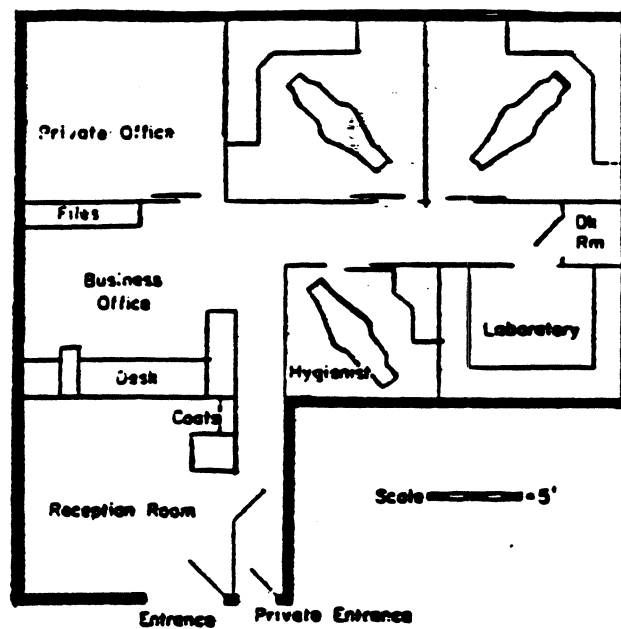 Private Office
Files
Dk
Rm
Business
Office
Laboratory
Hygienist
Desk
Coats
Scale = 5'
Reception Room
Entrance
Private Entrance